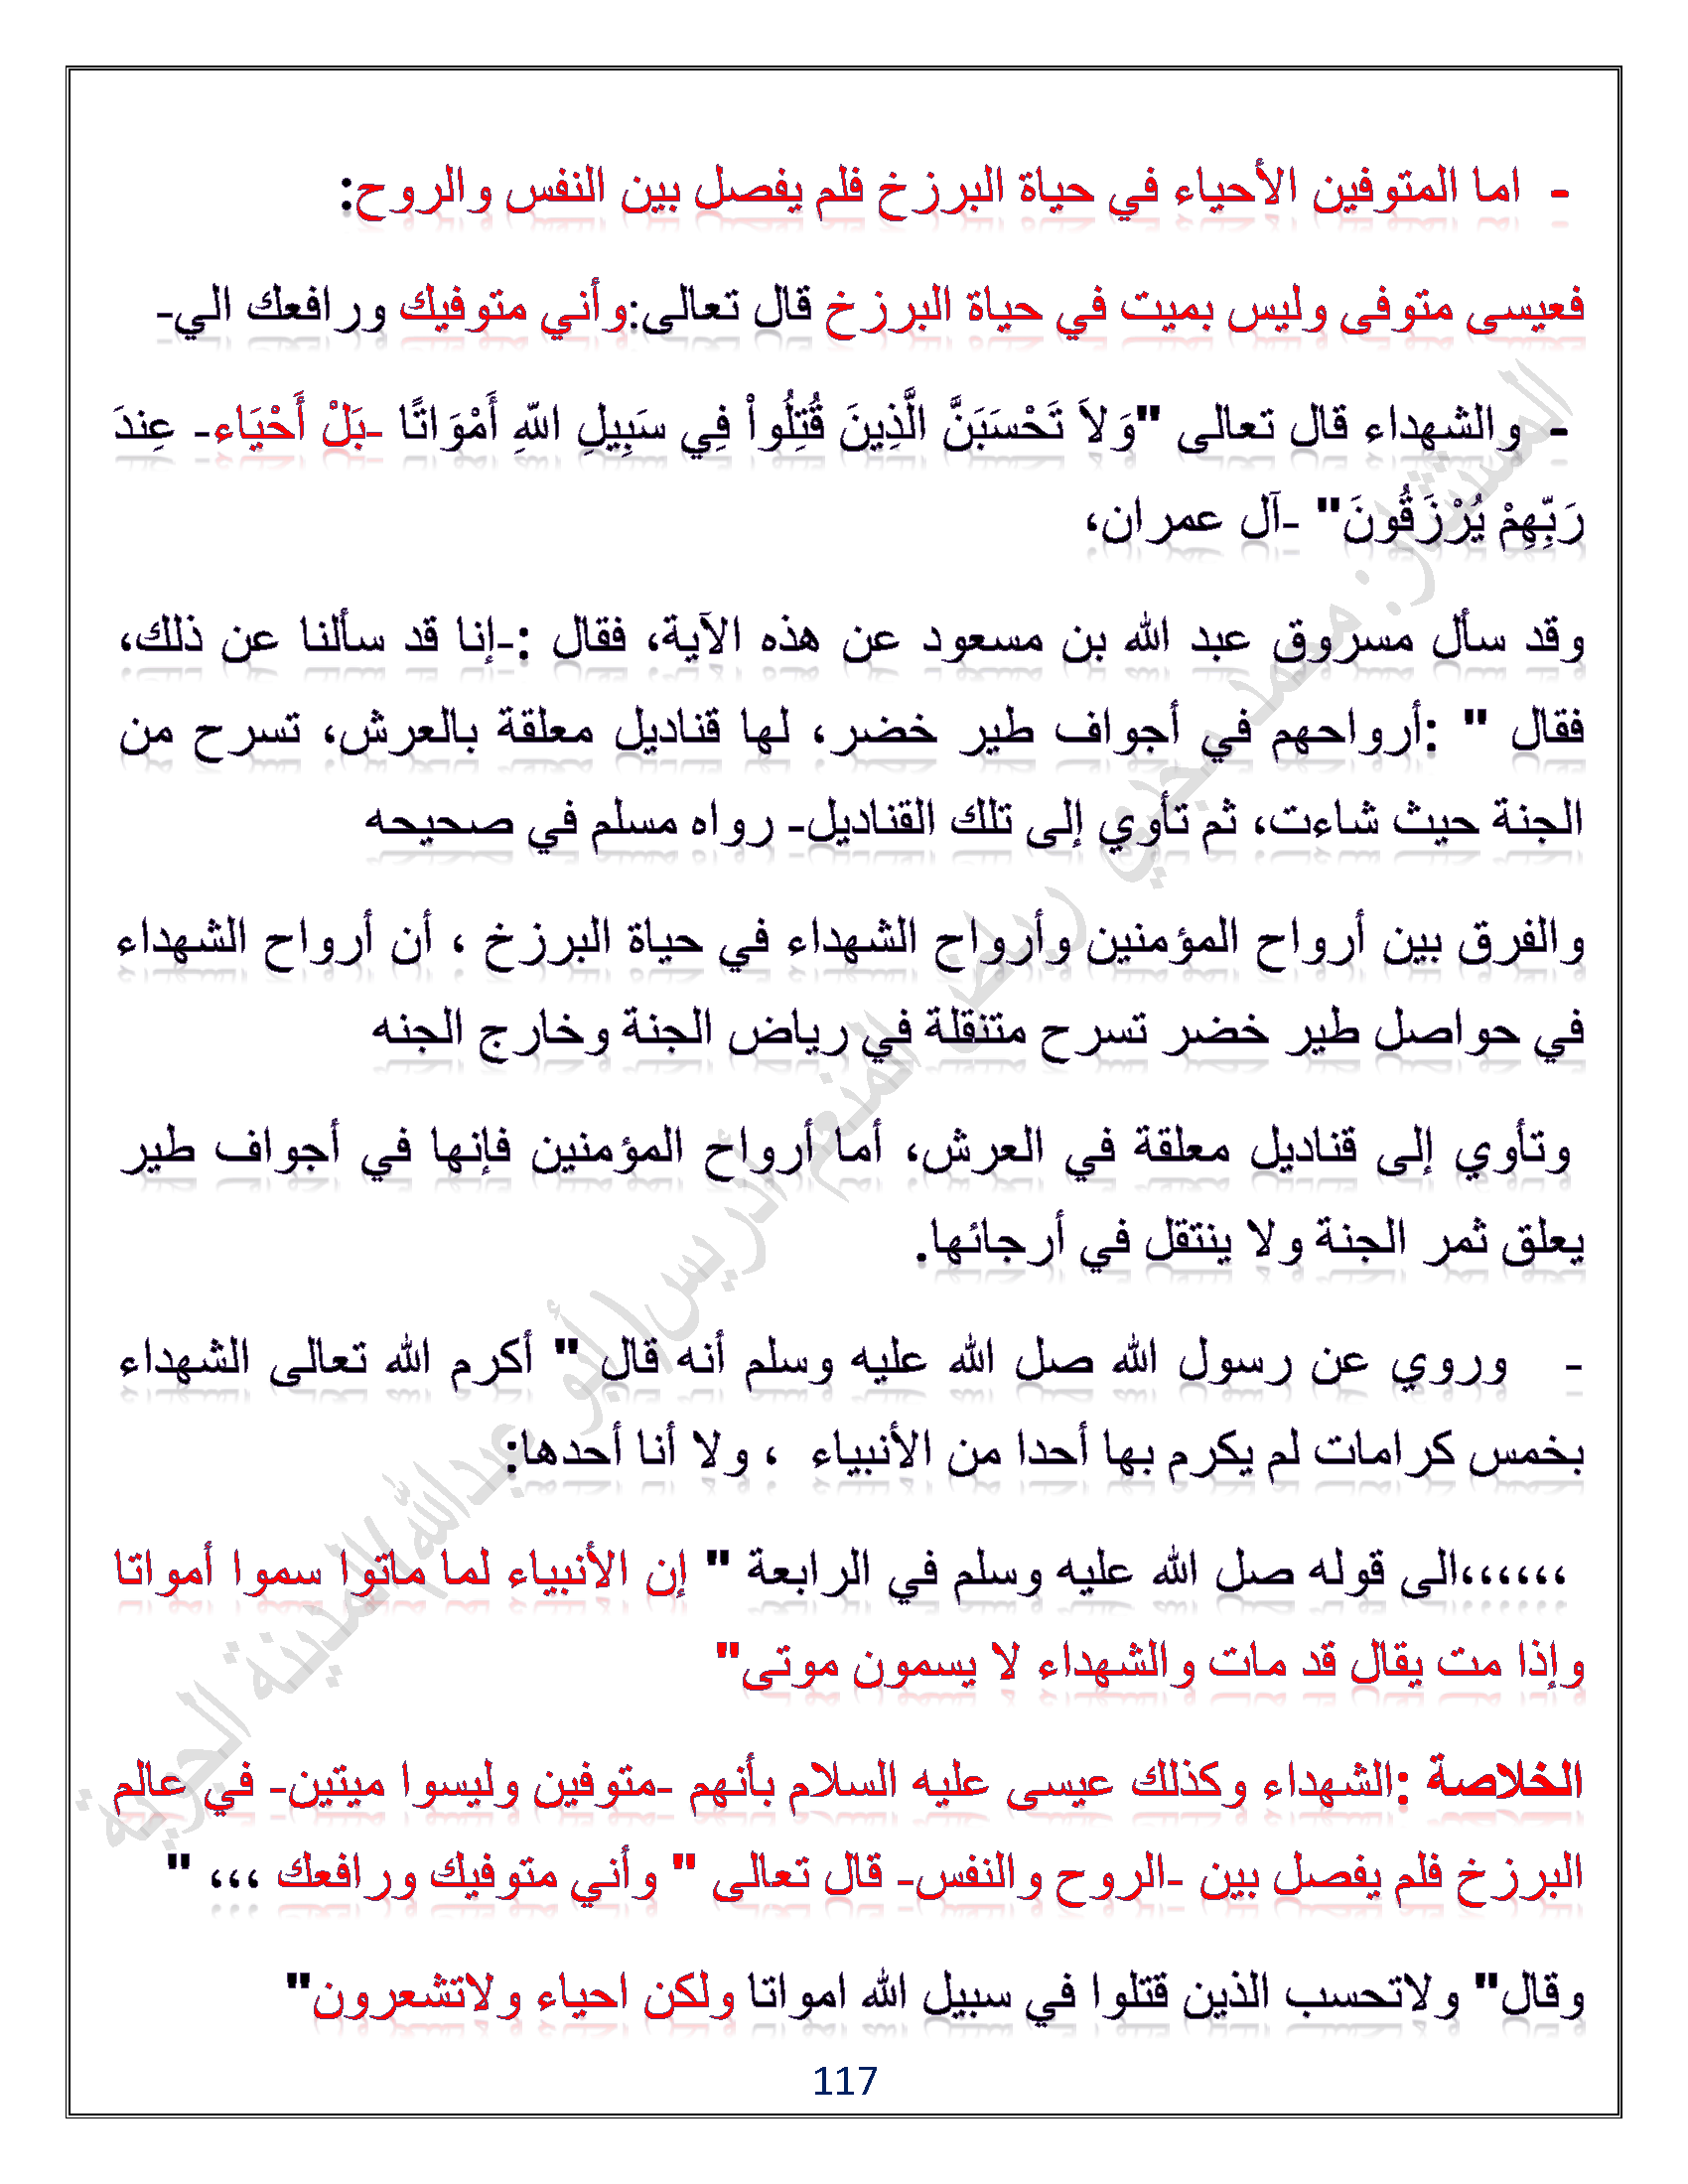 - اما المتوفين الأحياء في حياة البرزخ فلم يفصل بين النفس والروح:
فعيسى متوفى وليس بميت في حياة البرزخ قال تعالى:وأني متوفيك ورافعك الي-
- والشهداء قال تعالى "وَلاَ تَحْسَبَنَّ الَّذِينَ قُتِلُواْ فِي سَبِيلِ اللّهِ أَمْوَاتًا -بَلْ أَحْيَاء- عِندَ
رَبِّهِمْ يُرْزَقُونَ" -آل عمران،
وقد سأل مسروق عبد الله بن مسعود عن هذه الآية، فقال :-إنا قد سألنا عن ذلك،
فقال " :أرواحهم في أجواف طير خضر، لها قناديل معلقة بالعرش، تسرح من
الجنة حيث شاءت، ثم تأوي إلى تلك القناديل- رواه مسلم في صحيحه
والفرق بين أرواح المؤمنين وأرواح الشهداء في حياة البرزخ ، أن أرواح الشهداء
في حواصل طير خضر تسرح متنقلة في رياض الجنة وخارج الجنه
وتأوي إلى قناديل معلقة في العرش، أما أرواح المؤمنين فإنها في أجواف طير
يعلق ثمر الجنة ولا ينتقل في أرجائها.
- وروي عن رسول الله صل الله عليه وسلم أنه قال " أكرم الله تعالى الشهداء
بخمس كرامات لم يكرم بها أحدا من الأنبياء ، ولا أنا أحدها:
،،،،،،الى قوله صل الله عليه وسلم في الرابعة " إن الأنبياء لما ماتوا سموا أمواتا
وإذا مت يقال قد مات والشهداء لا يسمون موتى"
الخلاصة :الشهداء وكذلك عيسى عليه السلام بأنهم -متوفين وليسوا ميتين- في عالم
البرزخ فلم يفصل بين -الروح والنفس- قال تعالى " وأني متوفيك ورافعك ،،، "
وقال" ولاتحسب الذين قتلوا في سبيل الله امواتا ولكن احياء ولاتشعرون"
117
المستشار: محمد مجدي رياض المنعم الريس(أبو عبدالله)المدينة